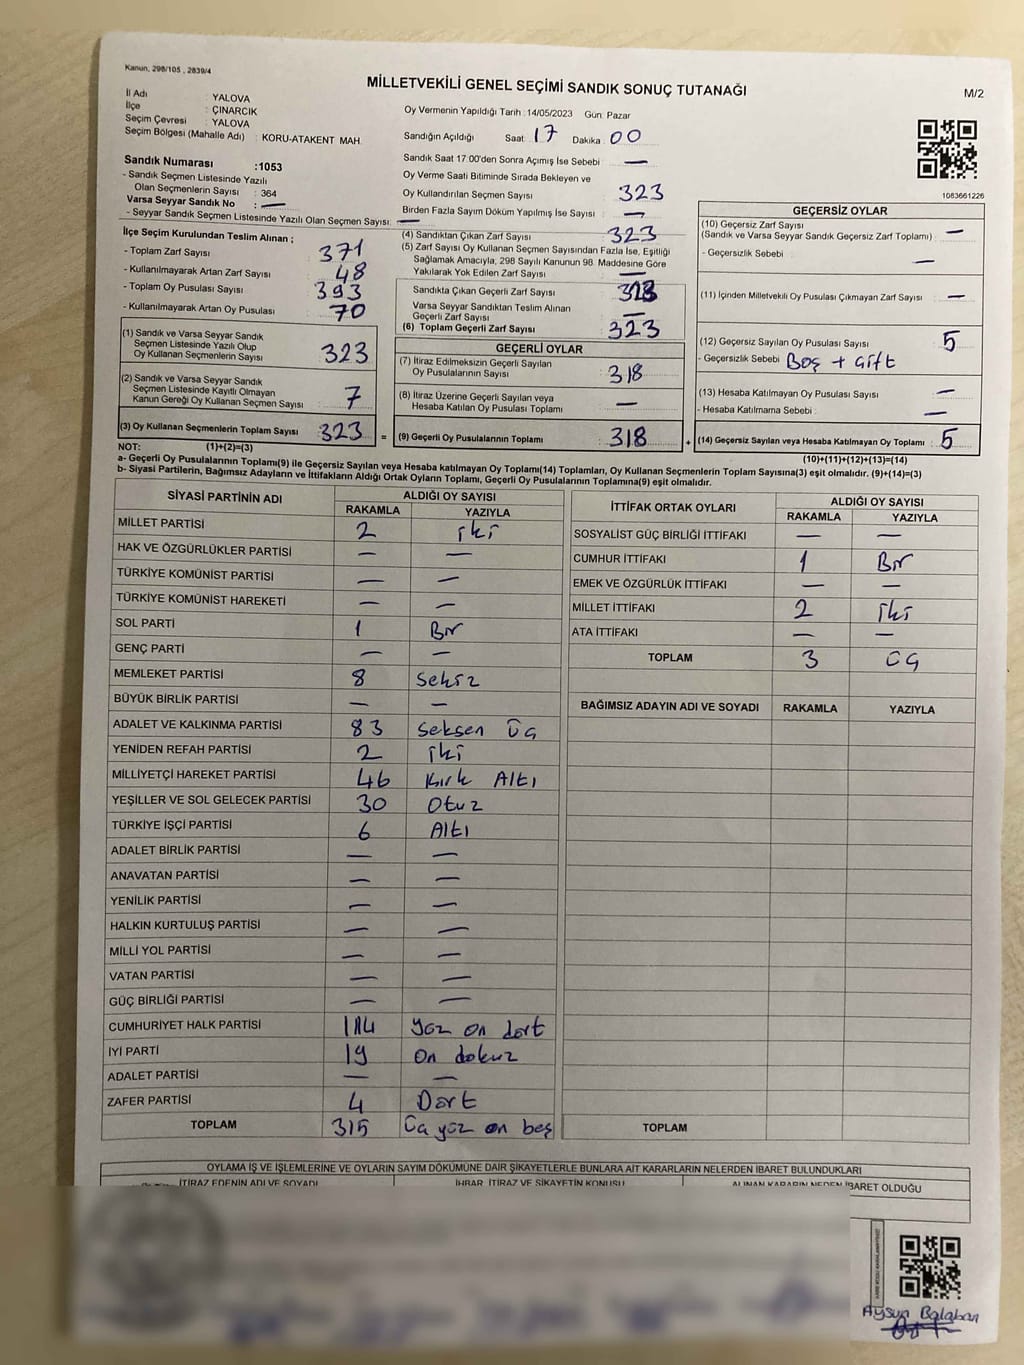 Kanun, 298/105 , 2839/4
MİLLETVEKİLİ GENEL SEÇİMİ SANDIK SONUÇ TUTANAĞI
M/2
İl Adı : YALOVA
İlçe : ÇINARCIK
Seçim Çevresi : YALOVA
Seçim Bölgesi (Mahalle Adı) : KORU-ATAKENT MAH.
Sandık Numarası :1053
- Sandık Seçmen Listesinde Yazılı
Olan Seçmenlerin Sayısı : 364
Varsa Seyyar Sandık No : —
- Seyyar Sandık Seçmen Listesinde Yazılı Olan Seçmen Sayısı: —
Oy Vermenin Yapıldığı Tarih : 14/05/2023 Gün: Pazar
Sandığın Açıldığı Saat: 17 Dakika: 00
Sandık Saat 17.00'den Sonra Açımış İse Sebebi : —
Oy Verme Saati Bitiminde Sırada Bekleyen ve
Oy Kullandırılan Seçmen Sayısı : 323
Birden Fazla Sayım Döküm Yapılmış İse Sayısı : —
1083661226
İlçe Seçim Kurulundan Teslim Alınan ;
- Toplam Zarf Sayısı : 371
- Kullanılmayarak Artan Zarf Sayısı : 48
- Toplam Oy Pusulası Sayısı : 393
- Kullanılmayarak Artan Oy Pusulası : 70
(1) Sandık ve Varsa Seyyar Sandık
Seçmen Listesinde Yazılı Olup
Oy Kullanan Seçmenlerin Sayısı : 323
(2) Sandık ve Varsa Seyyar Sandık
Seçmen Listesinde Kayıtlı Olmayan
Kanun Gereği Oy Kullanan Seçmen Sayısı : 7
(3) Oy Kullanan Seçmenlerin Toplam Sayısı : 323
(4) Sandıktan Çıkan Zarf Sayısı : 323
(5) Zarf Sayısı Oy Kullanan Seçmen Sayısından Fazla İse, Eşitliği
Sağlamak Amacıyla, 298 Sayılı Kanunun 98. Maddesine Göre
Yakılarak Yok Edilen Zarf Sayısı : —
Sandıkta Çıkan Geçerli Zarf Sayısı :
Varsa Seyyar Sandıktan Teslim Alınan
Geçerli Zarf Sayısı : —
(6) Toplam Geçerli Zarf Sayısı : 323
GEÇERLİ OYLAR
(7) İtiraz Edilmeksizin Geçerli Sayılan
Oy Pusulalarının Sayısı : 318
(8) İtiraz Üzerine Geçerli Sayılan veya
Hesaba Katılan Oy Pusulası Toplamı : —
= (9) Geçerli Oy Pusulalarının Toplamı : 318 +
GEÇERSİZ OYLAR
(10) Geçersiz Zarf Sayısı
(Sandık ve Varsa Seyyar Sandık Geçersiz Zarf Toplamı) : —
- Geçersizlik Sebebi : —
(11) İçinden Milletvekili Oy Pusulası Çıkmayan Zarf Sayısı : —
(12) Geçersiz Sayılan Oy Pusulası Sayısı : 5
- Geçersizlik Sebebi : Boş + Çift
(13) Hesaba Katılmayan Oy Pusulası Sayısı : —
- Hesaba Katılmama Sebebi : —
(14) Geçersiz Sayılan veya Hesaba Katılmayan Oy Toplamı : 5
NOT: (1)+(2)=(3)
(10)+(11)+(12)+(13)=(14)
a- Geçerli Oy Pusulalarının Toplamı(9) ile Geçersiz Sayılan veya Hesaba katılmayan Oy Toplamı(14) Toplamları, Oy Kullanan Seçmenlerin Toplam Sayısına(3) eşit olmalıdır. (9)+(14)=(3)
b- Siyasi Partilerin, Bağımsız Adayların ve İttifakların Aldığı Ortak Oyların Toplamı, Geçerli Oy Pusulalarının Toplamına(9) eşit olmalıdır.
SİYASİ PARTİNİN ADI ALDIĞI OY SAYISI
RAKAMLA YAZIYLA
MİLLET PARTİSİ 2 iki
HAK VE ÖZGÜRLÜKLER PARTİSİ — —
TÜRKİYE KOMÜNİST PARTİSİ — —
TÜRKİYE KOMÜNİST HAREKETİ — —
SOL PARTİ 1 Bir
GENÇ PARTİ — —
MEMLEKET PARTİSİ 8 Sekiz
BÜYÜK BİRLİK PARTİSİ — —
ADALET VE KALKINMA PARTİSİ 83 Seksen Üç
YENİDEN REFAH PARTİSİ 2 iki
MİLLİYETÇİ HAREKET PARTİSİ 46 Kırk Altı
YEŞİLLER VE SOL GELECEK PARTİSİ 30 Otuz
TÜRKİYE İŞÇİ PARTİSİ 6 Altı
ADALET BİRLİK PARTİSİ — —
ANAVATAN PARTİSİ — —
YENİLİK PARTİSİ — —
HALKIN KURTULUŞ PARTİSİ — —
MİLLİ YOL PARTİSİ — —
VATAN PARTİSİ — —
GÜÇ BİRLİĞİ PARTİSİ — —
CUMHURİYET HALK PARTİSİ 114 yüz on dört
İYİ PARTİ 19 on dokuz
ADALET PARTİSİ — —
ZAFER PARTİSİ 4 Dört
TOPLAM 315 Üç yüz on beş
İTTİFAK ORTAK OYLARI ALDIĞI OY SAYISI
RAKAMLA YAZIYLA
SOSYALİST GÜÇ BİRLİĞİ İTTİFAKI — —
CUMHUR İTTİFAKI 1 Bir
EMEK VE ÖZGÜRLÜK İTTİFAKI — —
MİLLET İTTİFAKI 2 iki
ATA İTTİFAKI — —
TOPLAM 3 Üç
BAĞIMSIZ ADAYIN ADI VE SOYADI RAKAMLA YAZIYLA
TOPLAM
OYLAMA İŞ VE İŞLEMLERİNE VE OYLARIN SAYIM DÖKÜMÜNE DAİR ŞİKAYETLERLE BUNLARA AİT KARARLARIN NELERDEN İBARET BULUNDUKLARI
İTİRAZ EDENİN ADI VE SOYADI İHBAR, İTİRAZ VE ŞİKAYETİN KONUSU ALINAN KARARIN NEDEN İBARET OLDUĞU
Aysun Balaban